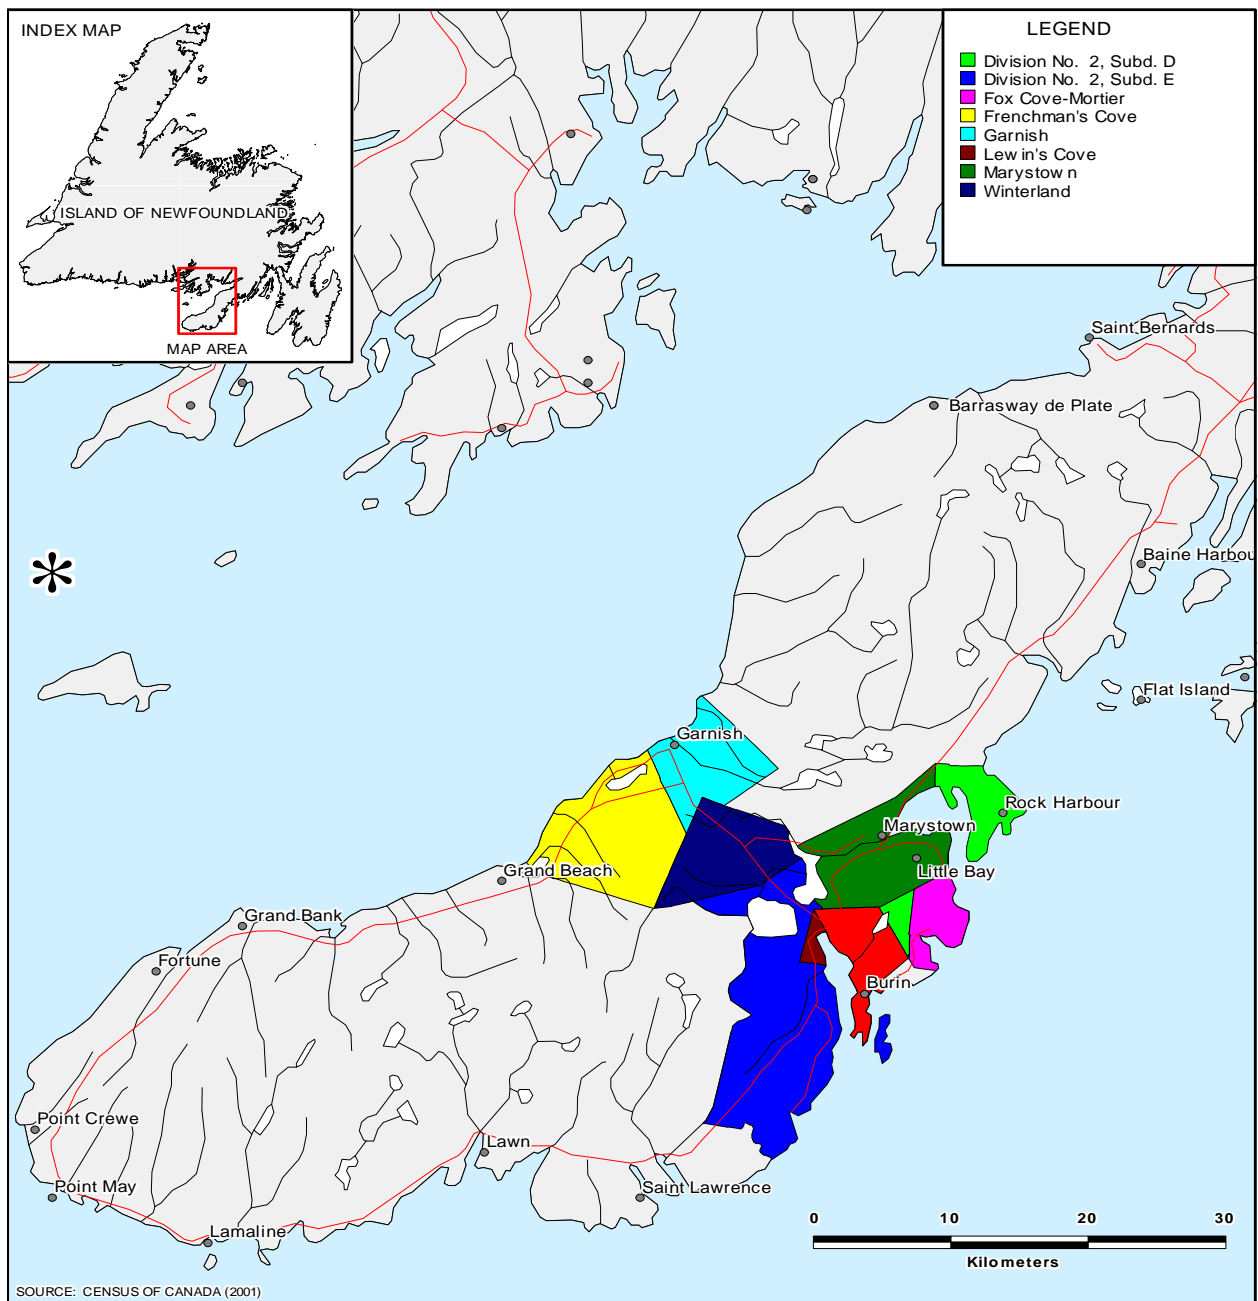 INDEX MAP
ISLAND OF NEWFOUNDLAND
MAP AREA
LEGEND
Division No. 2, Subd. D
Division No. 2, Subd. E
Fox Cove-Mortier
Frenchman's Cove
Garnish
Lewin's Cove
Marystown
Winterland
Saint Bernards
Barrasway de Plate
Baine Harbou
Flat Island
Garnish
Rock Harbour
Marystown
Little Bay
Grand Beach
Grand Bank
Fortune
Burin
Point Crewe
Lawn
Point May
Saint Lawrence
Lamaline
0 10 20 30
Kilometers
SOURCE: CENSUS OF CANADA (2001)